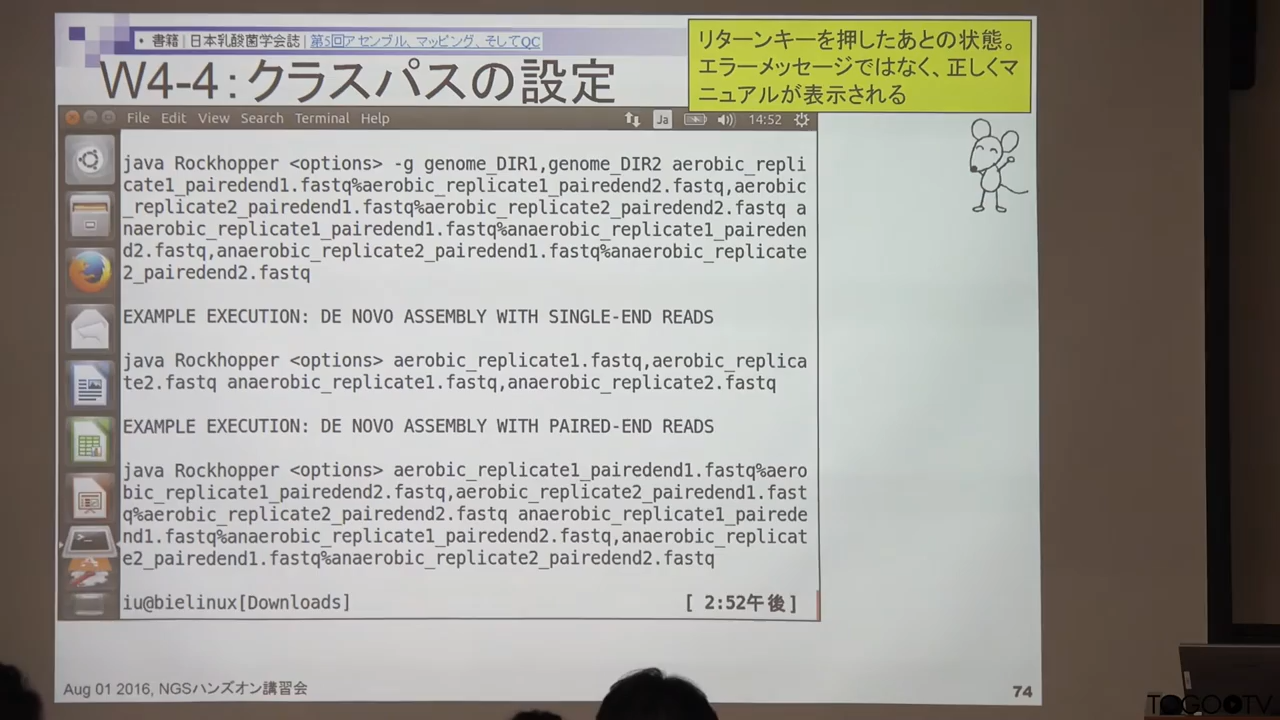 ・ 書籍 | 日本乳酸菌学会誌 | 第5回アセンブル、マッピング、そしてQC
W4-4：クラスパスの設定
リターンキーを押したあとの状態。
エラーメッセージではなく、正しくマ
ニュアルが表示される
File Edit View Search Terminal Help
Ja 14:52
java Rockhopper <options> -g genome_DIR1,genome_DIR2 aerobic_repli
cate1_pairedend1.fastq%aerobic_replicate1_pairedend2.fastq,aerobic
_replicate2_pairedend1.fastq%aerobic_replicate2_pairedend2.fastq a
naerobic_replicate1_pairedend1.fastq%anaerobic_replicate1_paireden
d2.fastq,anaerobic_replicate2_pairedend1.fastq%anaerobic_replicate
2_pairedend2.fastq
EXAMPLE EXECUTION: DE NOVO ASSEMBLY WITH SINGLE-END READS
java Rockhopper <options> aerobic_replicate1.fastq,aerobic_replica
te2.fastq anaerobic_replicate1.fastq,anaerobic_replicate2.fastq
EXAMPLE EXECUTION: DE NOVO ASSEMBLY WITH PAIRED-END READS
java Rockhopper <options> aerobic_replicate1_pairedend1.fastq%aero
bic_replicate1_pairedend2.fastq,aerobic_replicate2_pairedend1.fast
q%aerobic_replicate2_pairedend2.fastq anaerobic_replicate1_pairede
nd1.fastq%anaerobic_replicate1_pairedend2.fastq,anaerobic_replicat
e2_pairedend1.fastq%anaerobic_replicate2_pairedend2.fastq
iu@bielinux[Downloads] [ 2:52午後]
Aug 01 2016, NGSハンズオン講習会
74
TOGOTV